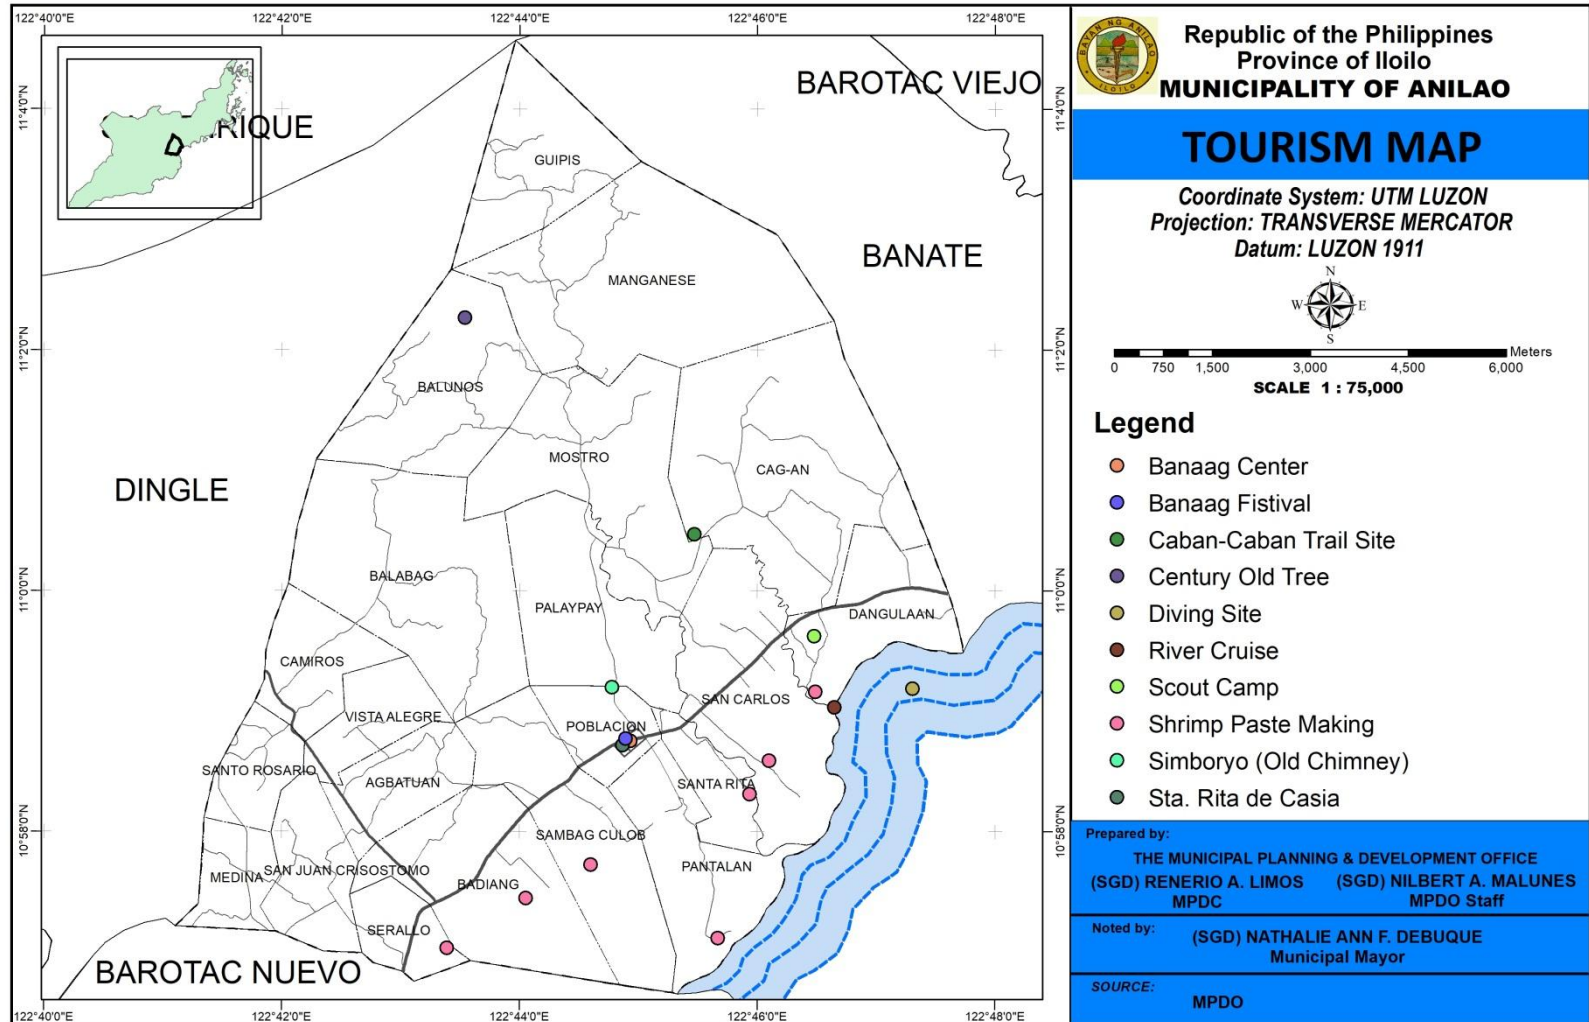 122°40'0"E 122°42'0"E 122°44'0"E 122°46'0"E 122°48'0"E
11°4'0"N
11°2'0"N
11°0'0"N
10°58'0"N
BAROTAC VIEJO
RIQUE
GUIPIS
BANATE
MANGANESE
BALUNOS
MOSTRO
CAG-AN
DINGLE
BALABAG
PALAYPAY
DANGULAAN
CAMIROS
SAN CARLOS
VISTA ALEGRE
POBLACION
SANTO ROSARIO
AGBATUAN
SANTA RITA
SAMBAG CULOB
PANTALAN
MEDINA
SAN JUAN CRISOSTOMO
BADIANG
SERALLO
BAROTAC NUEVO
11°4'0"N
11°2'0"N
11°0'0"N
10°58'0"N
122°40'0"E 122°42'0"E 122°44'0"E 122°46'0"E 122°48'0"E
BAYAN NG ANILAO
ILOILO
Republic of the Philippines
Province of Iloilo
MUNICIPALITY OF ANILAO
TOURISM MAP
Coordinate System: UTM LUZON
Projection: TRANSVERSE MERCATOR
Datum: LUZON 1911
N
W E
S
Meters
0 750 1,500 3,000 4,500 6,000
SCALE 1 : 75,000
Legend
Banaag Center
Banaag Fistival
Caban-Caban Trail Site
Century Old Tree
Diving Site
River Cruise
Scout Camp
Shrimp Paste Making
Simboryo (Old Chimney)
Sta. Rita de Casia
Prepared by:
THE MUNICIPAL PLANNING & DEVELOPMENT OFFICE
(SGD) RENERIO A. LIMOS (SGD) NILBERT A. MALUNES
MPDC MPDO Staff
Noted by:
(SGD) NATHALIE ANN F. DEBUQUE
Municipal Mayor
SOURCE:
MPDO